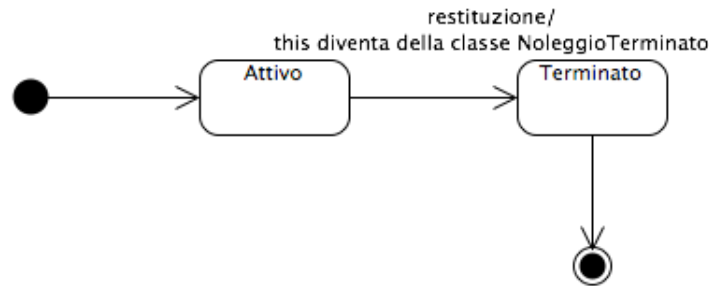 restituzione/
this diventa della classe NoleggioTerminato
Attivo
Terminato